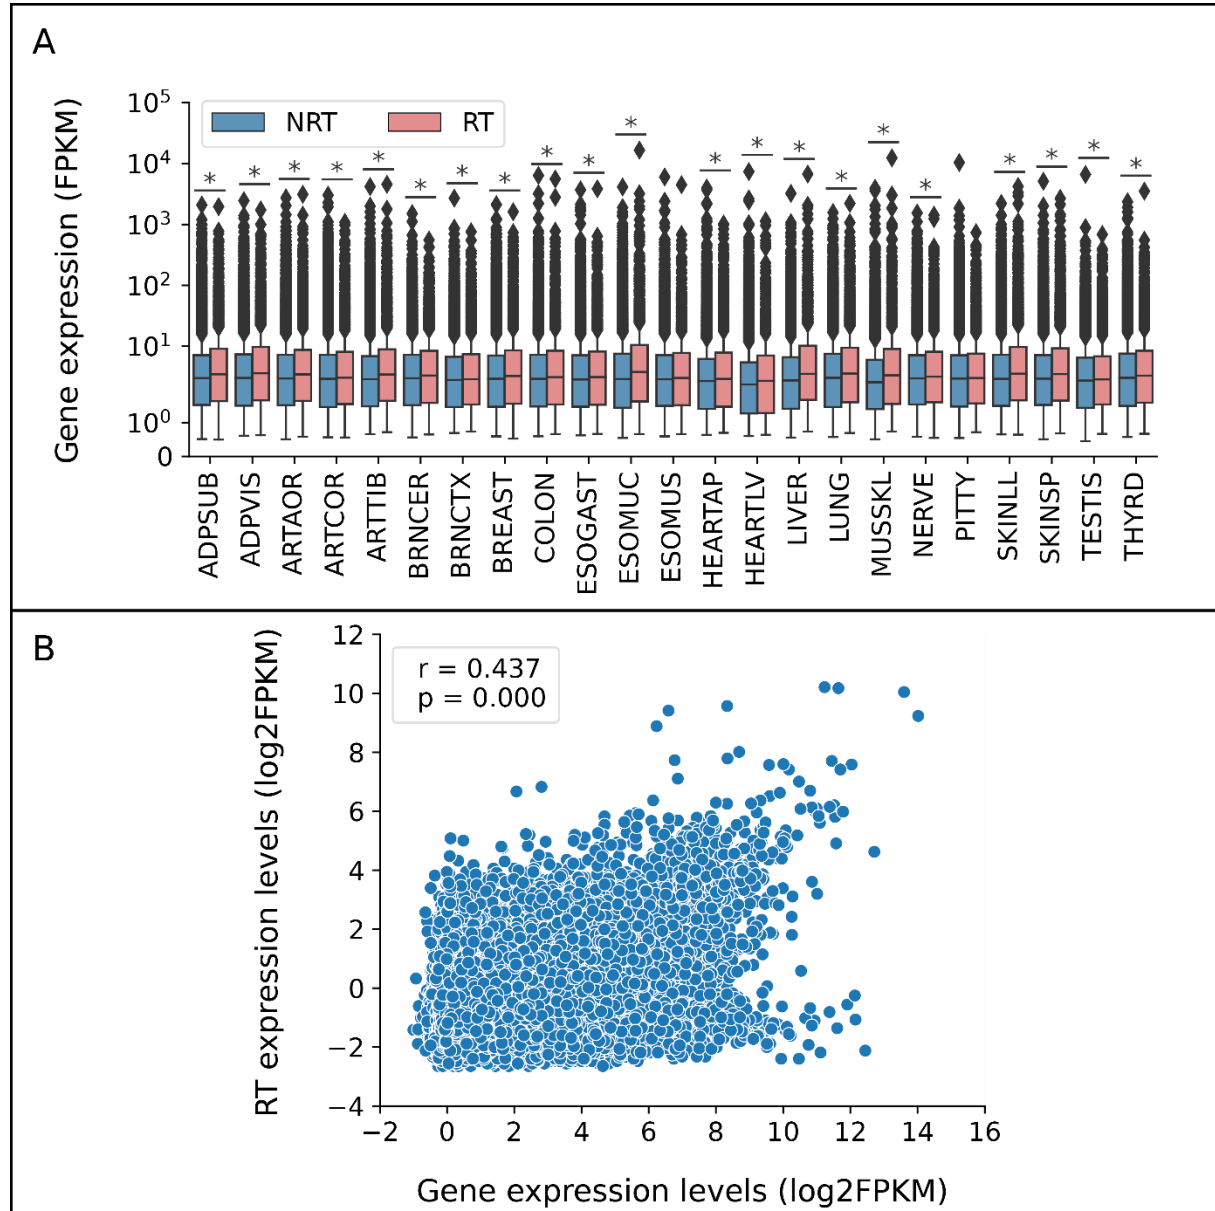 A
Gene expression (FPKM)
10^5
10^4
10^3
10^2
10^1
10^0
0
NRT
RT
* * * * * * * * * * * * * * * * * * * * *
ADPSUB
ADPVIS
ARTAOR
ARTCOR
ARTTIB
BRNCER
BRNCTX
BREAST
COLON
ESOGAST
ESOMUC
ESOMUS
HEARTAP
HEARTLV
LIVER
LUNG
MUSSKL
NERVE
PITTY
SKINLL
SKINSP
TESTIS
THYRD
B
RT expression levels (log2FPKM)
12
10
8
6
4
2
0
−2
−4
r = 0.437
p = 0.000
−2 0 2 4 6 8 10 12 14 16
Gene expression levels (log2FPKM)